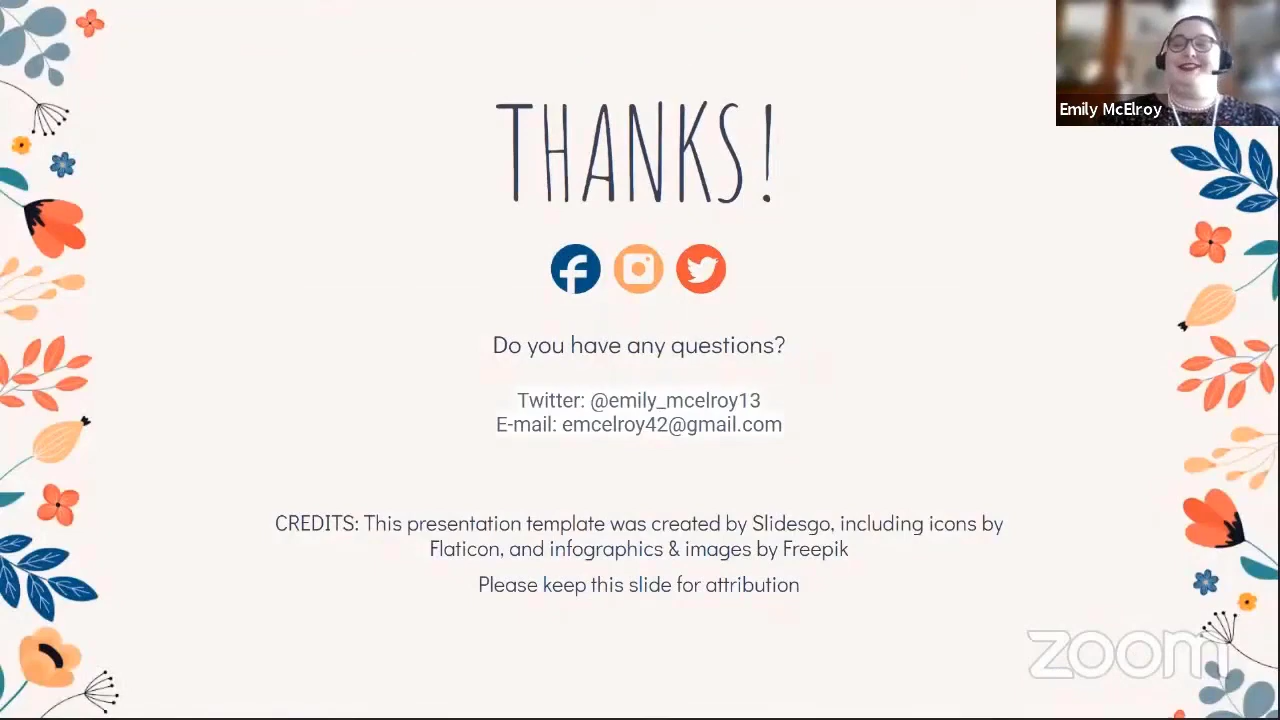 Emily McElroy
THANKS!
Do you have any questions?
Twitter: @emily_mcelroy13
E-mail: emcelroy42@gmail.com
CREDITS: This presentation template was created by Slidesgo, including icons by
Flaticon, and infographics & images by Freepik
Please keep this slide for attribution
zoom